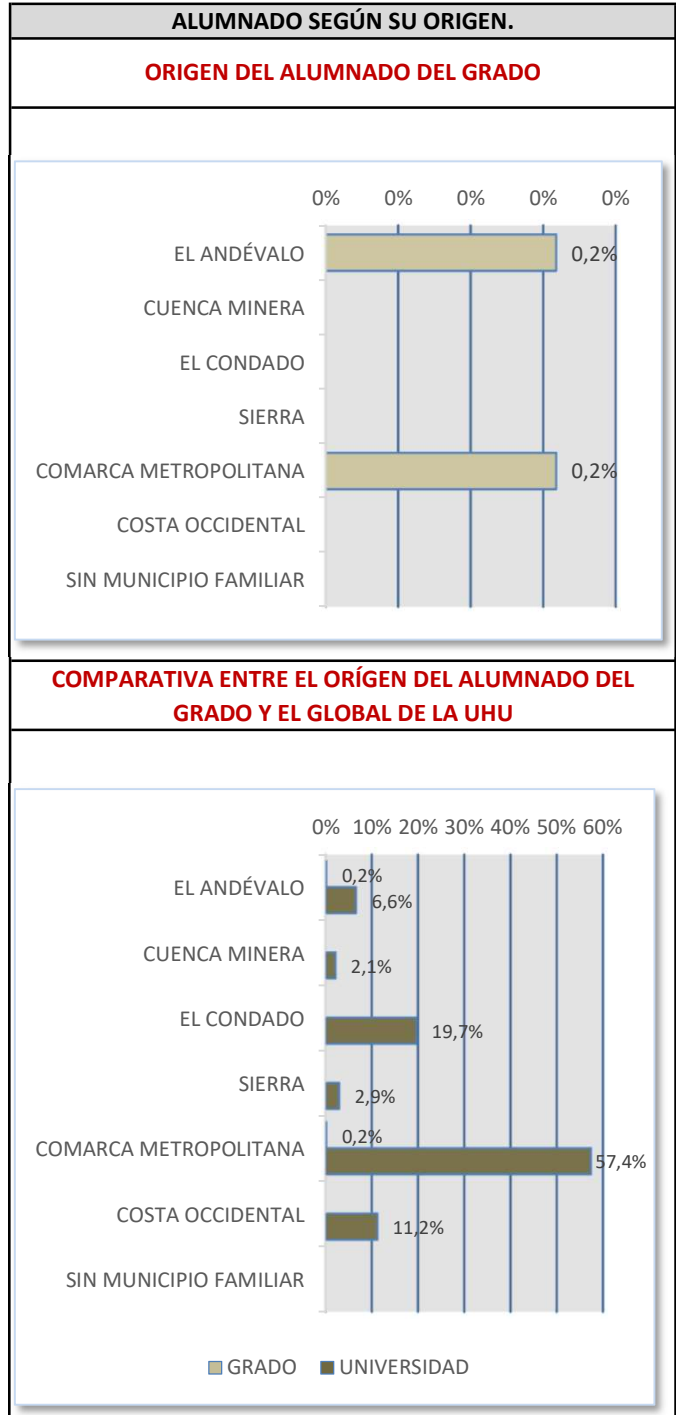 ALUMNADO SEGÚN SU ORIGEN.
ORIGEN DEL ALUMNADO DEL GRADO
0% 0% 0% 0% 0%
EL ANDÉVALO 0,2%
CUENCA MINERA
EL CONDADO
SIERRA
COMARCA METROPOLITANA 0,2%
COSTA OCCIDENTAL
SIN MUNICIPIO FAMILIAR
COMPARATIVA ENTRE EL ORÍGEN DEL ALUMNADO DEL
GRADO Y EL GLOBAL DE LA UHU
0% 10% 20% 30% 40% 50% 60%
0,2%
EL ANDÉVALO
6,6%
CUENCA MINERA
2,1%
EL CONDADO
19,7%
SIERRA
2,9%
0,2%
COMARCA METROPOLITANA
57,4%
COSTA OCCIDENTAL
11,2%
SIN MUNICIPIO FAMILIAR
GRADO UNIVERSIDAD